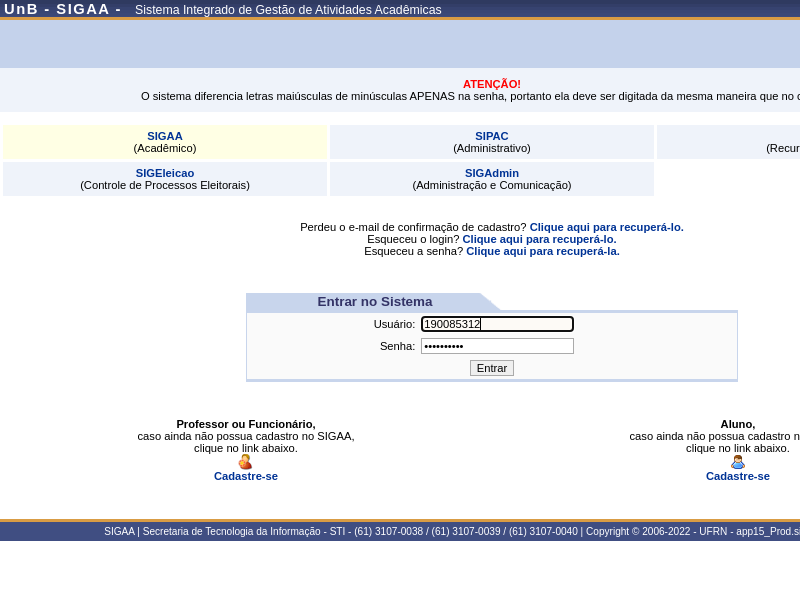 UnB - SIGAA - Sistema Integrado de Gestão de Atividades Acadêmicas
ATENÇÃO!
O sistema diferencia letras maiúsculas de minúsculas APENAS na senha, portanto ela deve ser digitada da mesma maneira que no
SIGAA
(Acadêmico)
SIPAC
(Administrativo)
SIGEleicao
(Controle de Processos Eleitorais)
SIGAdmin
(Administração e Comunicação)
Perdeu o e-mail de confirmação de cadastro? Clique aqui para recuperá-lo.
Esqueceu o login? Clique aqui para recuperá-lo.
Esqueceu a senha? Clique aqui para recuperá-la.
Entrar no Sistema
Usuário: 190085312
Senha: ••••••••••
Entrar
Professor ou Funcionário,
caso ainda não possua cadastro no SIGAA,
clique no link abaixo.
Cadastre-se
Aluno,
caso ainda não possua cadastro
clique no link abaixo.
Cadastre-se
SIGAA | Secretaria de Tecnologia da Informação - STI - (61) 3107-0038 / (61) 3107-0039 / (61) 3107-0040 | Copyright © 2006-2022 - UFRN - app15_Prod.